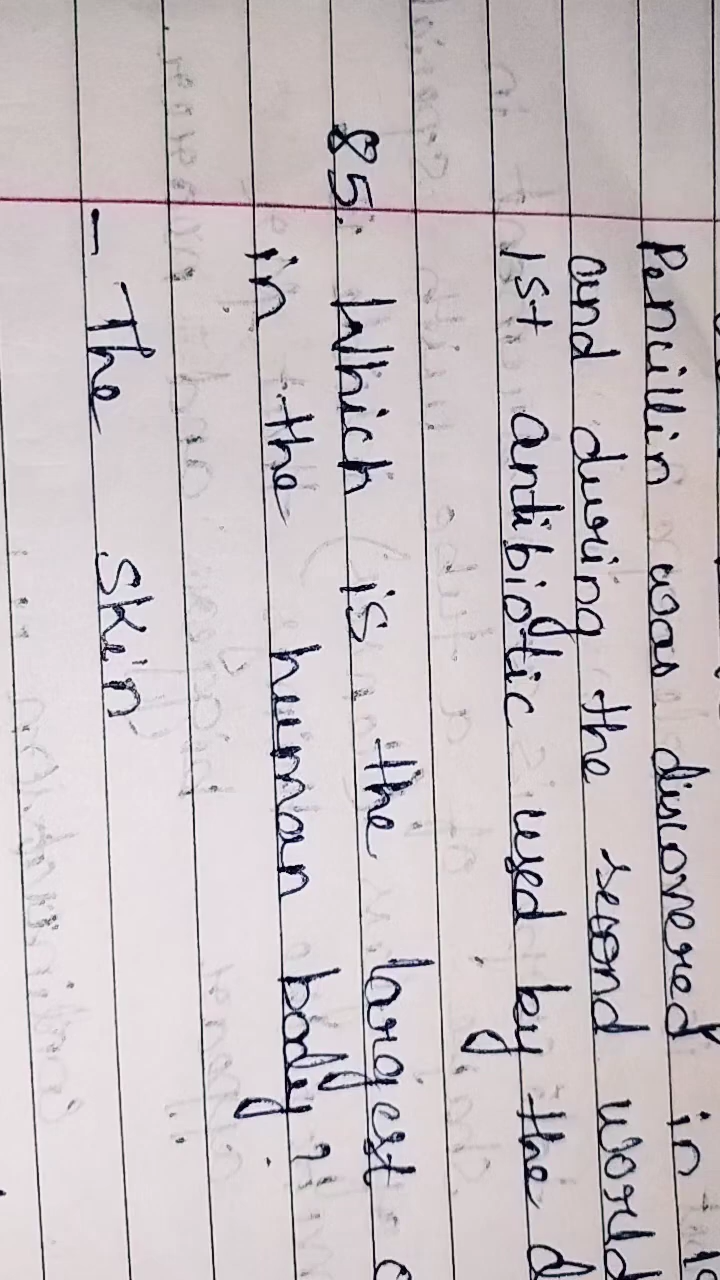 Pencillin was discovered in
and during the second world
1st antibiotic used by the
85. Which is the largest
in the human body?
- The skin